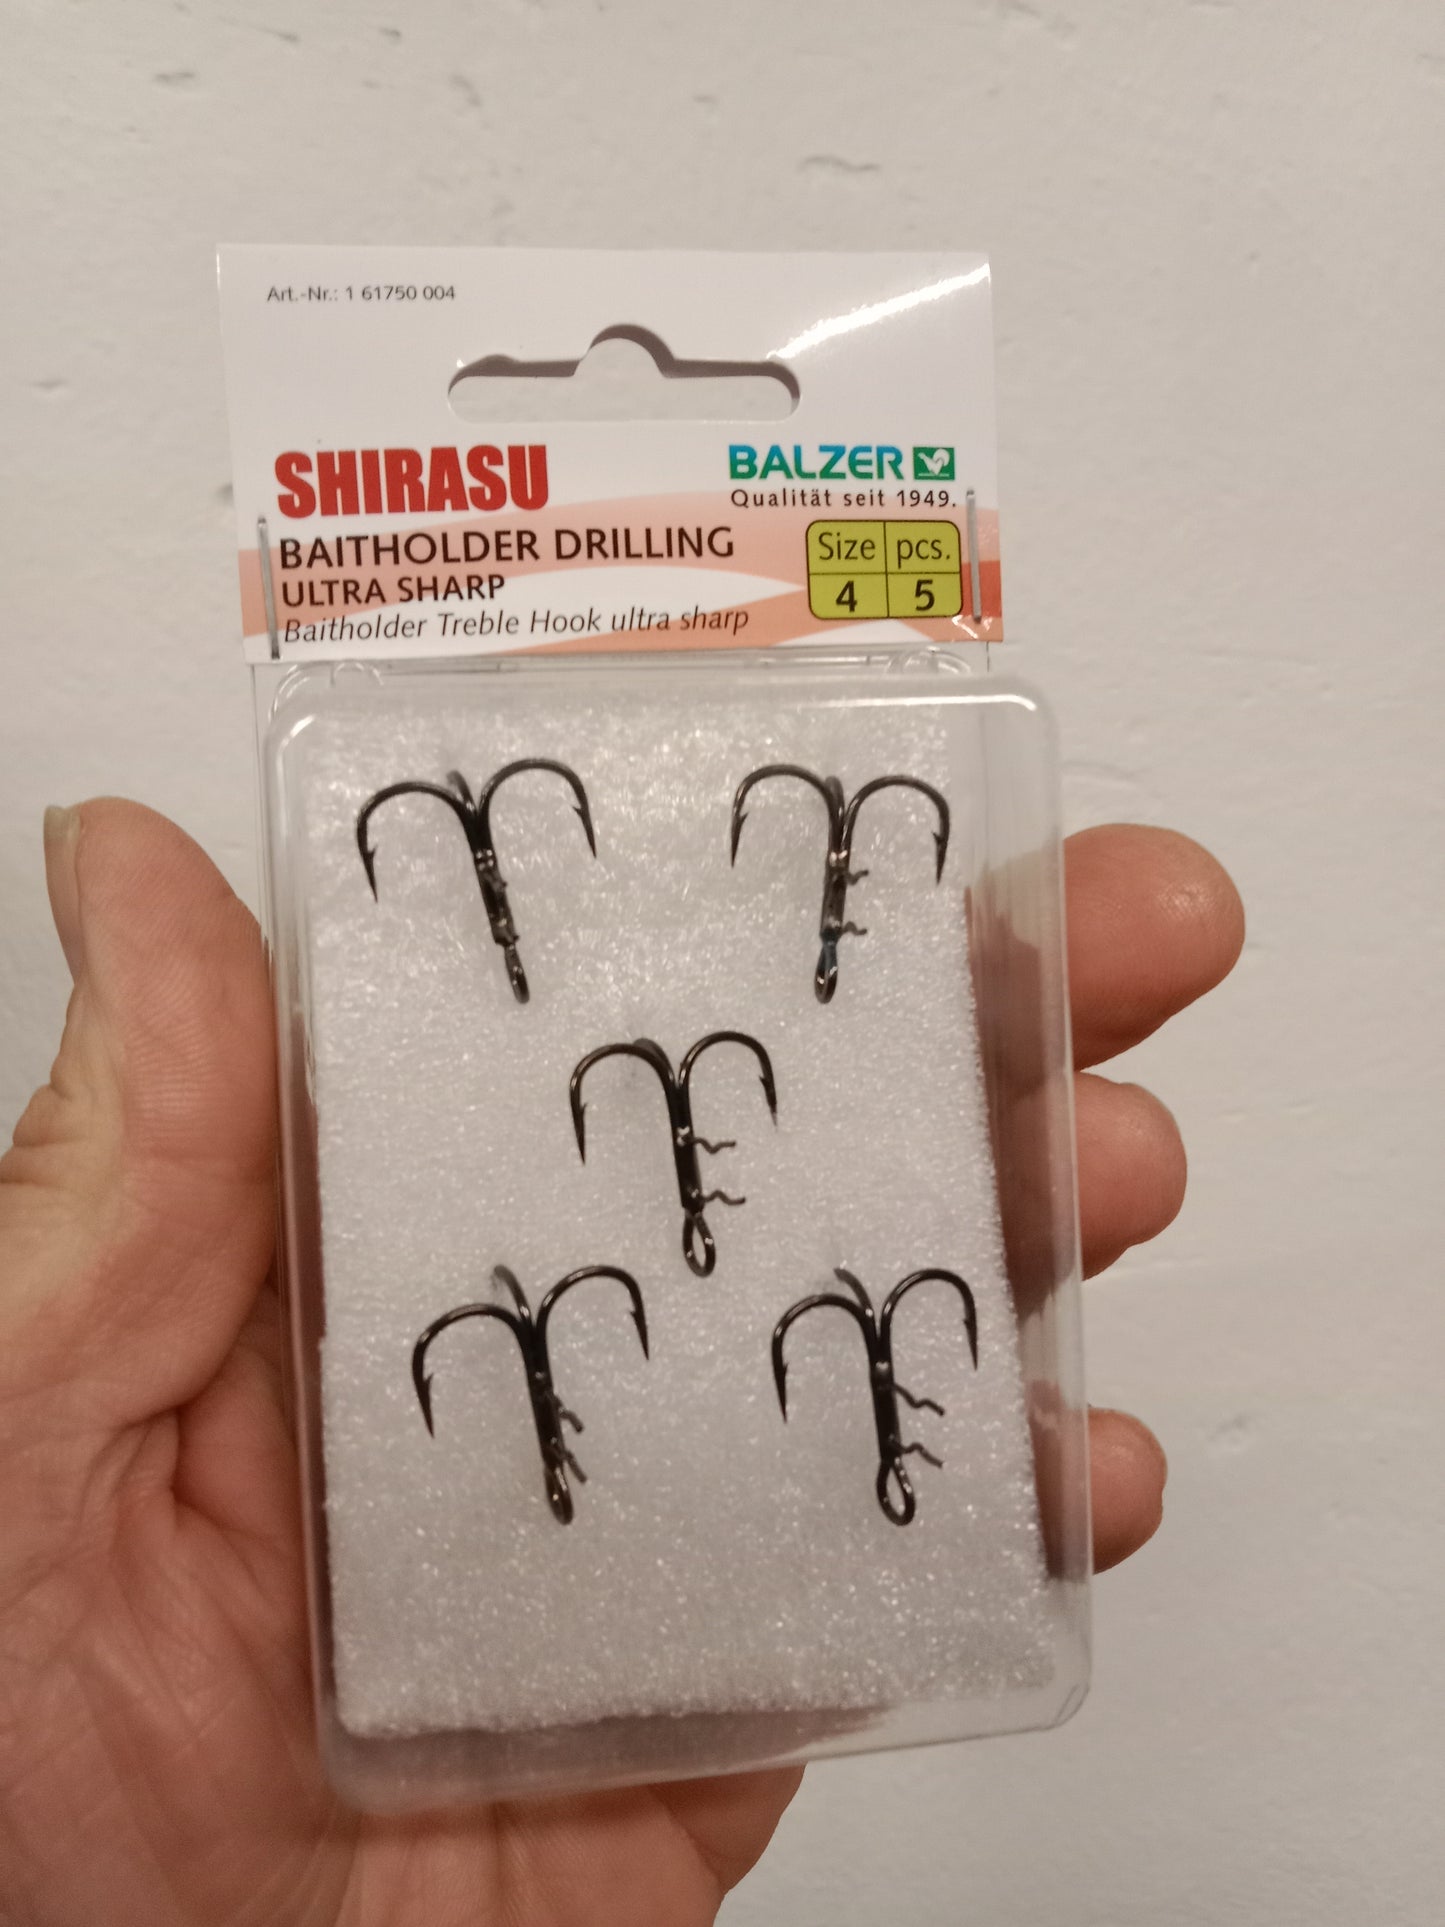 Art.-Nr.: 1 61750 004
SHIRASU
BALZER
Qualität seit 1949.
BAITHOLDER DRILLING
ULTRA SHARP
Baitholder Treble Hook ultra sharp
Size pcs.
4 5